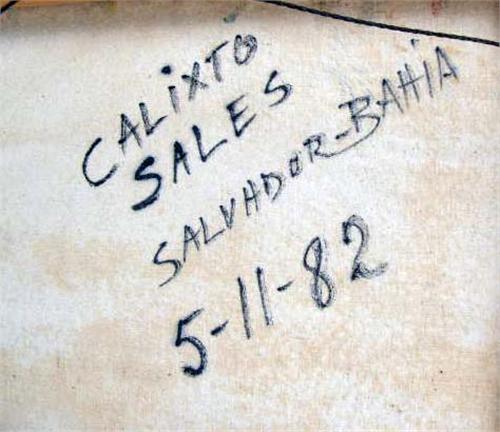 CALiXTO
SALES
SALVADOR-BAHiA
5-11-82